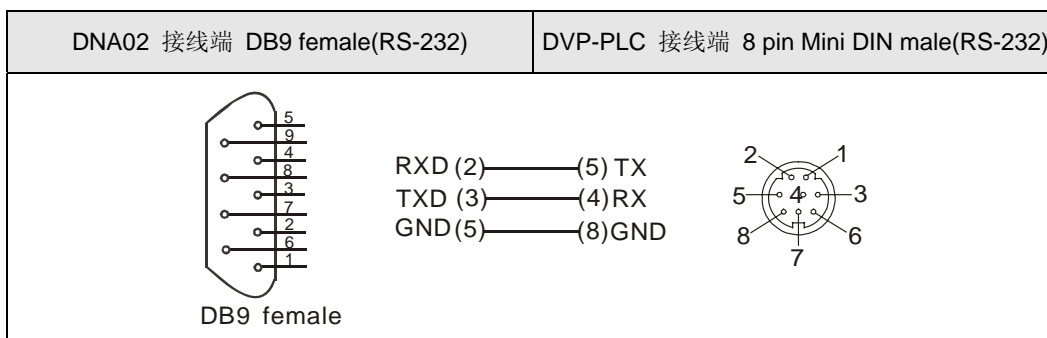 DNA02 接线端 DB9 female(RS-232)
DVP-PLC 接线端 8 pin Mini DIN male(RS-232)
5
9
4
8
3
7
2
6
1
DB9 female
RXD (2) (5) TX
TXD (3) (4)RX
GND(5) (8)GND
2 1
5 4 3
8 6
7